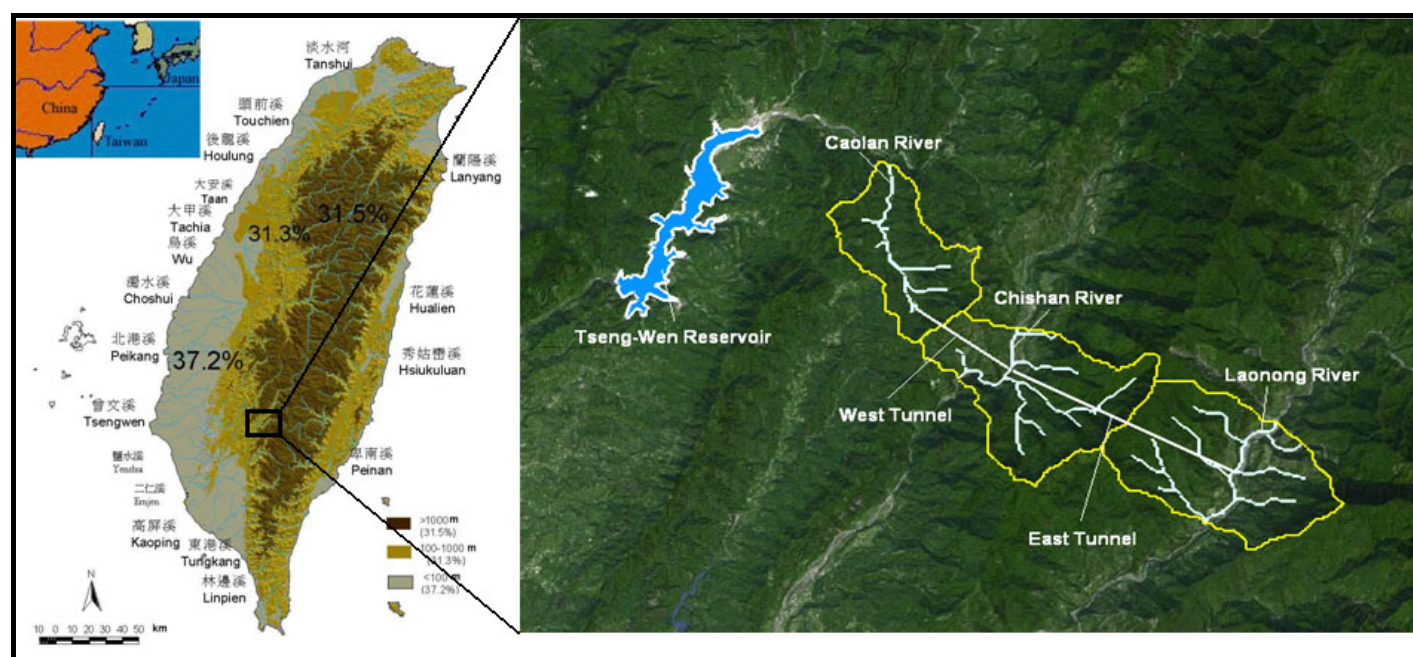 China
Japan
Taiwan
淡水河
Tanshui
頭前溪
Touchien
後龍溪
Houlung
大安溪
Taan
大甲溪
Tachia
烏溪
Wu
濁水溪
Choshui
北港溪
Peikang
曾文溪
Tsengwen
鹽水溪
二仁溪
高屏溪
Kaoping
東港溪
Tungkang
林邊溪
Linpien
蘭陽溪
Lanyang
花蓮溪
Hualien
秀姑巒溪
Hsiukuluan
卑南溪
Peinan
31.5%
31.3%
37.2%
>1000 m
(31.5%)
100-1000 m
(31.3%)
<100 m
(37.2%)
N
10 0 10 20 30 40 50 km
Caolan River
Tseng-Wen Reservoir
Chishan River
West Tunnel
Laonong River
East Tunnel